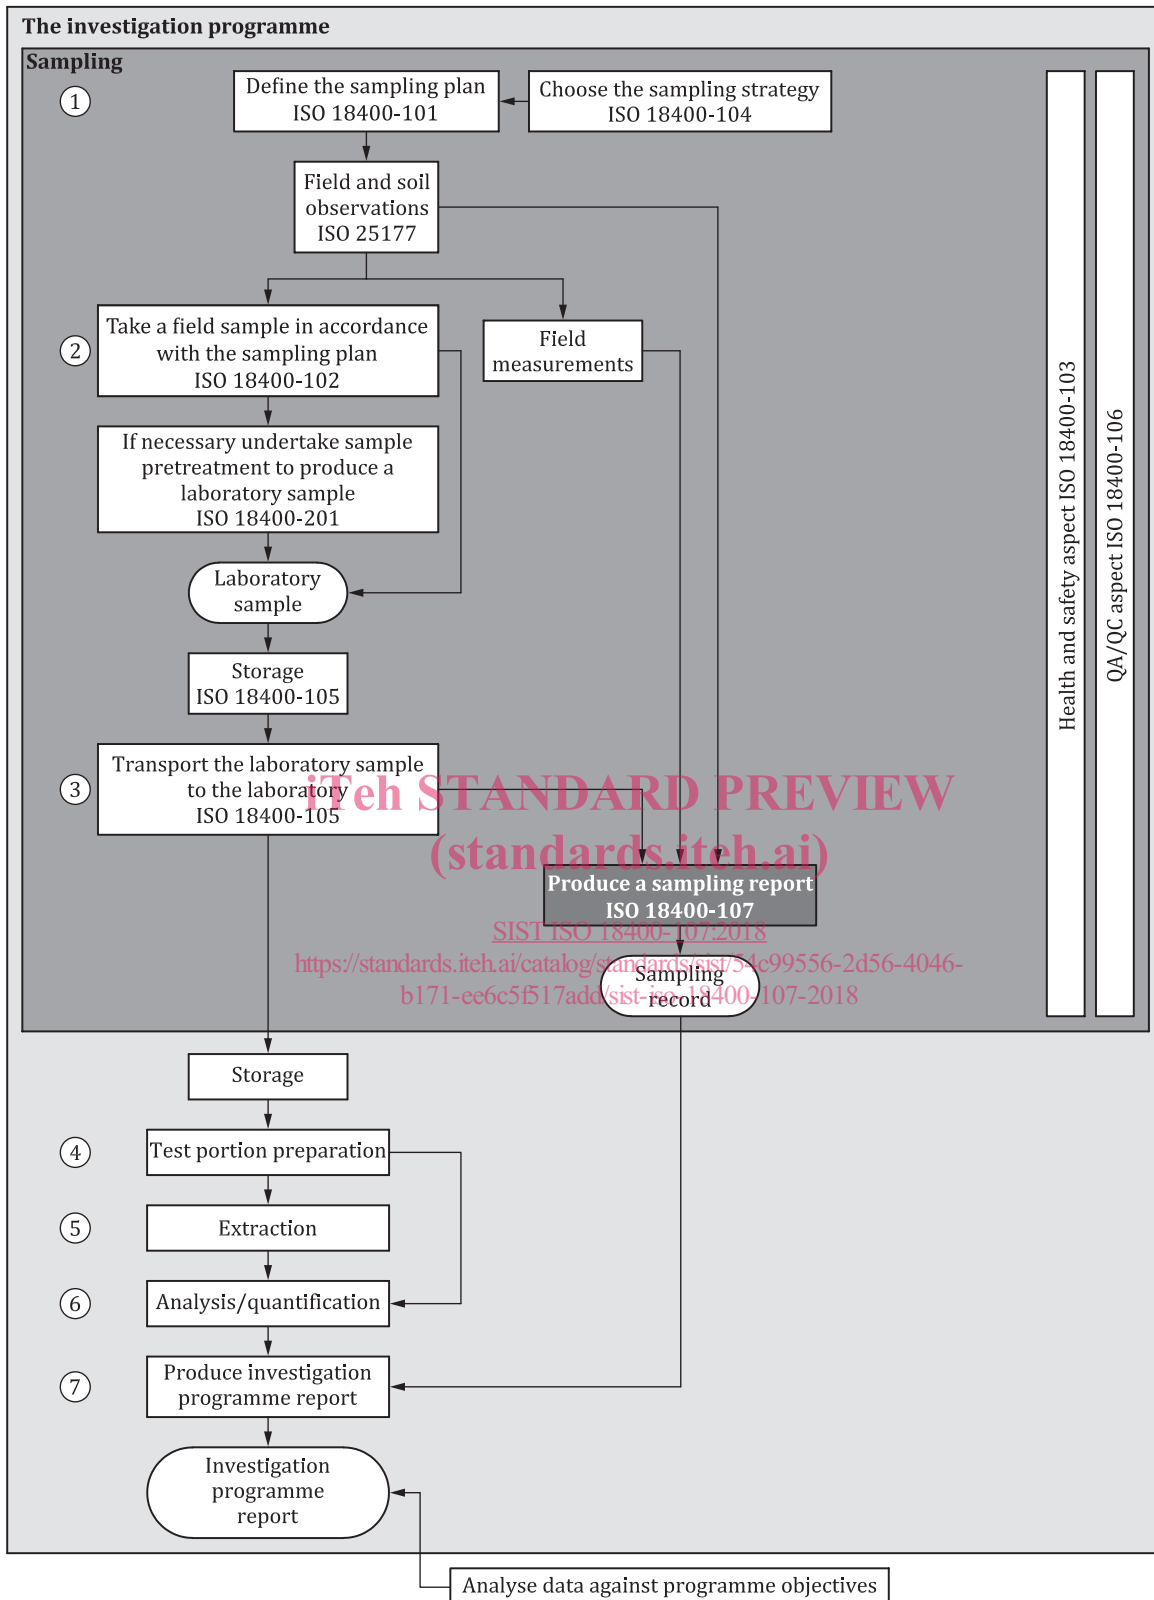 The investigation programme
Sampling
1
Define the sampling plan
ISO 18400-101
Choose the sampling strategy
ISO 18400-104
Field and soil
observations
ISO 25177
2
Take a field sample in accordance
with the sampling plan
ISO 18400-102
Field
measurements
If necessary undertake sample
pretreatment to produce a
laboratory sample
ISO 18400-201
Laboratory
sample
Storage
ISO 18400-105
3
Transport the laboratory sample
to the laboratory
ISO 18400-105
Health and safety aspect ISO 18400-103
QA/QC aspect ISO 18400-106
iTeh STANDARD PREVIEW
(standards.iteh.ai)
Produce a sampling report
ISO 18400-107
SIST ISO 18400-107:2018
https://standards.iteh.ai/catalog/standards/sist/54c99556-2d56-4046-
b171-ee6c5f517add/sist-iso-18400-107-2018
Sampling
record
Storage
4
Test portion preparation
5
Extraction
6
Analysis/quantification
7
Produce investigation
programme report
Investigation
programme
report
Analyse data against programme objectives